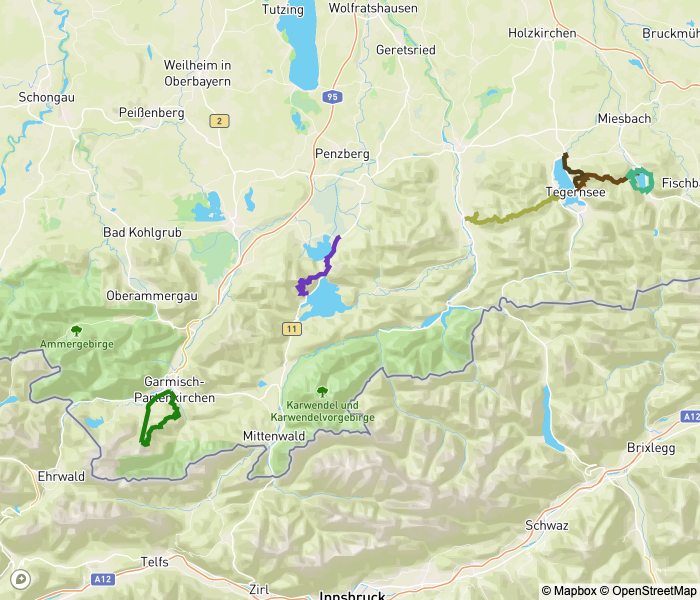 Tutzing
Wolfratshausen
Geretsried
Holzkirchen
Bruckmüh
Weilheim in
Oberbayern
Schongau
95
Peißenberg
2
Miesbach
Penzberg
Fischba
Tegernsee
Bad Kohlgrub
Oberammergau
11
Ammergebirge
Garmisch-
Partenkirchen
Karwendel und
Karwendelvorgebirge
A12
Mittenwald
Brixlegg
Ehrwald
Schwaz
Telfs
A12
Zirl
Innsbruck
© Mapbox © OpenStreetMap